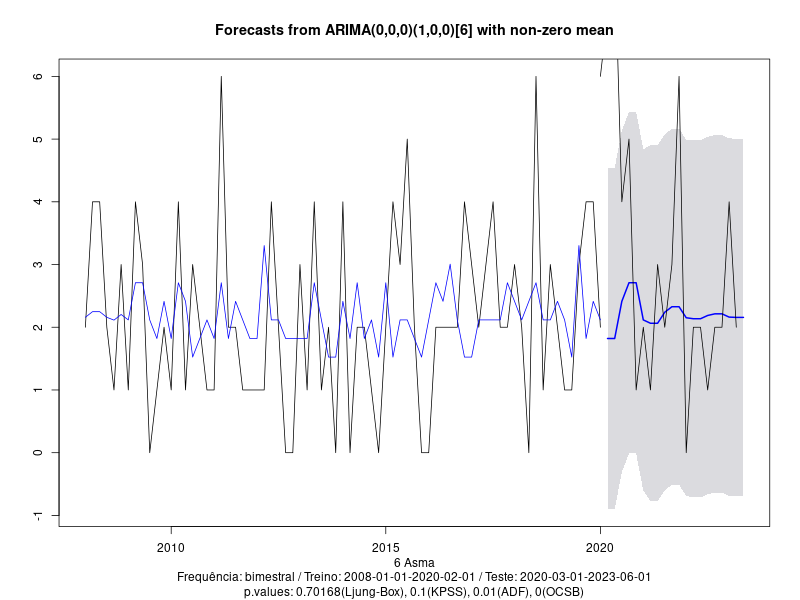 Forecasts from ARIMA(0,0,0)(1,0,0)[6] with non-zero mean
6
5
4
3
2
1
0
-1
2010 2015 2020
6 Asma
Frequência: bimestral / Treino: 2008-01-01-2020-02-01 / Teste: 2020-03-01-2023-06-01
p.values: 0.70168(Ljung-Box), 0.1(KPSS), 0.01(ADF), 0(OCSB)